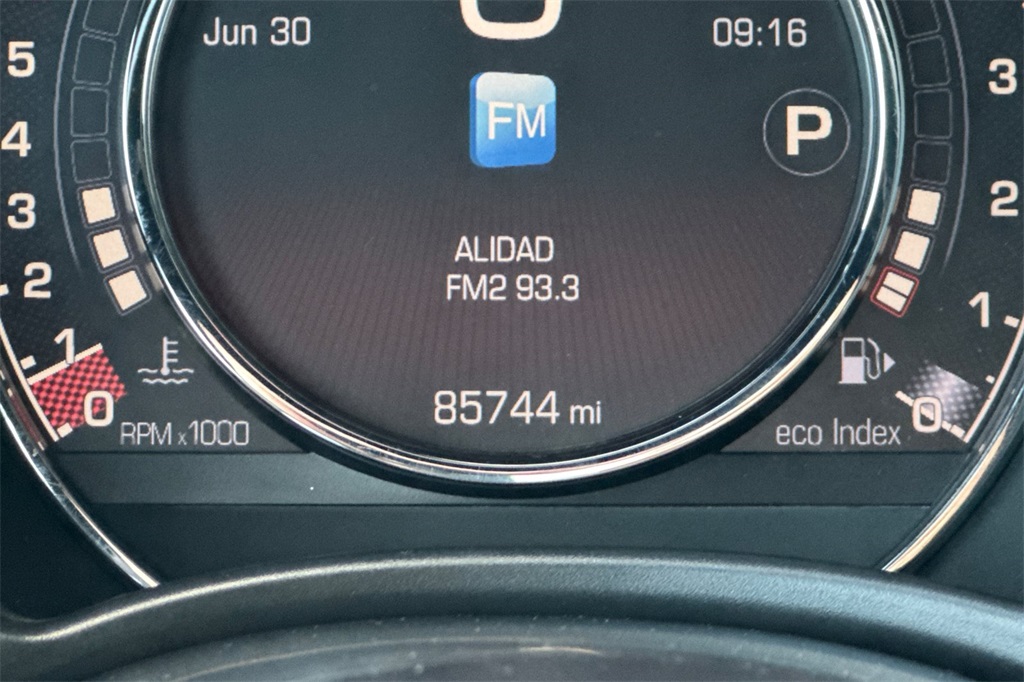 Jun 30
09:16
FM
P
ALIDAD
FM2 93.3
85744 mi
5
4
3
2
1
0
RPM x1000
3
2
1
0
eco Index